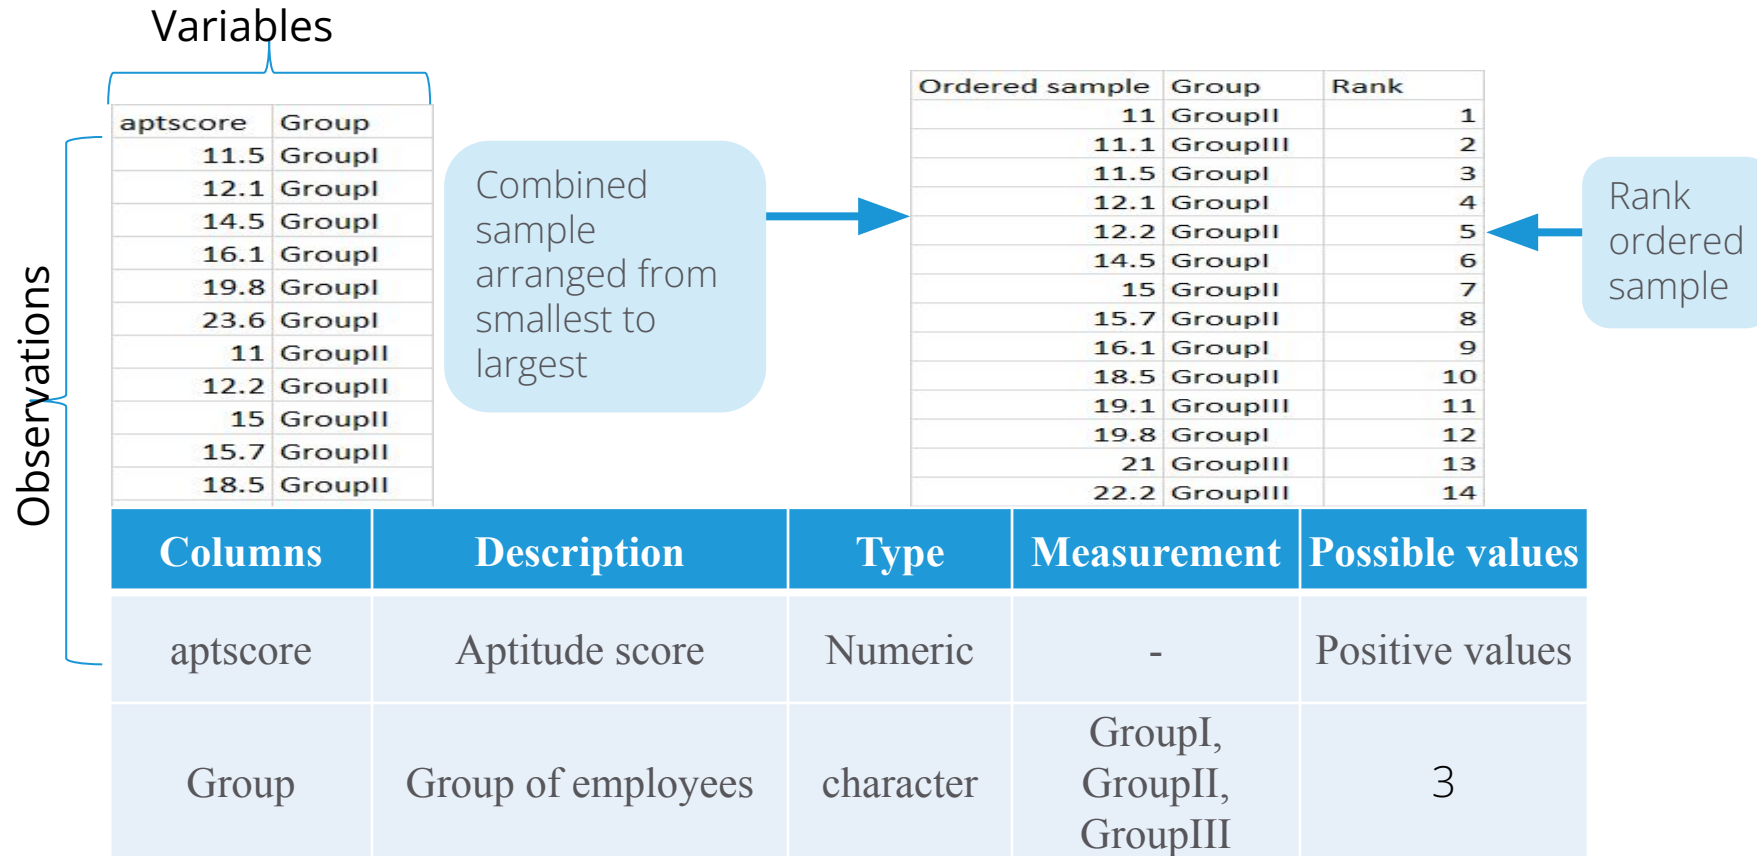 Variables
Observations
aptscore Group
11.5 GroupI
12.1 GroupI
14.5 GroupI
16.1 GroupI
19.8 GroupI
23.6 GroupI
11 GroupII
12.2 GroupII
15 GroupII
15.7 GroupII
18.5 GroupII
Combined
sample
arranged from
smallest to
largest
Ordered sample Group Rank
11 GroupII 1
11.1 GroupIII 2
11.5 GroupI 3
12.1 GroupI 4
12.2 GroupII 5
14.5 GroupI 6
15 GroupII 7
15.7 GroupII 8
16.1 GroupI 9
18.5 GroupII 10
19.1 GroupIII 11
19.8 GroupI 12
21 GroupIII 13
22.2 GroupIII 14
Rank
ordered
sample
Columns Description Type Measurement Possible values
aptscore Aptitude score Numeric - Positive values
Group Group of employees character GroupI,
GroupII,
GroupIII
3